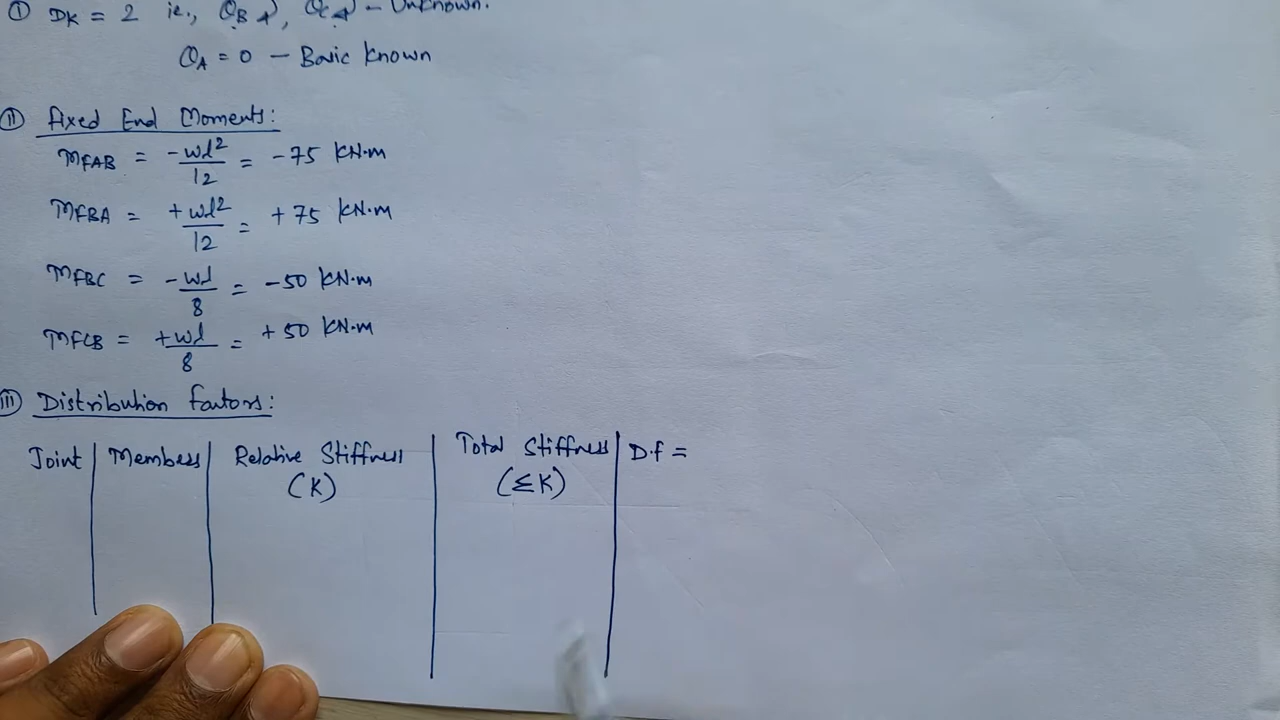 ① DK = 2 ie., θB, θC - Unknown.
θA = 0 - Basic Known
Ⅱ Fixed End Moments:
MFAB = -wl²/12 = -75 KN.m
MFBA = +wl²/12 = +75 KN.m
MFBC = -wl/8 = -50 KN.m
MFCB = +wl/8 = +50 KN.m
Ⅲ Distribution Factors:
Joint Members Relative Stiffness (K) Total Stiffness (ΣK) D.f =